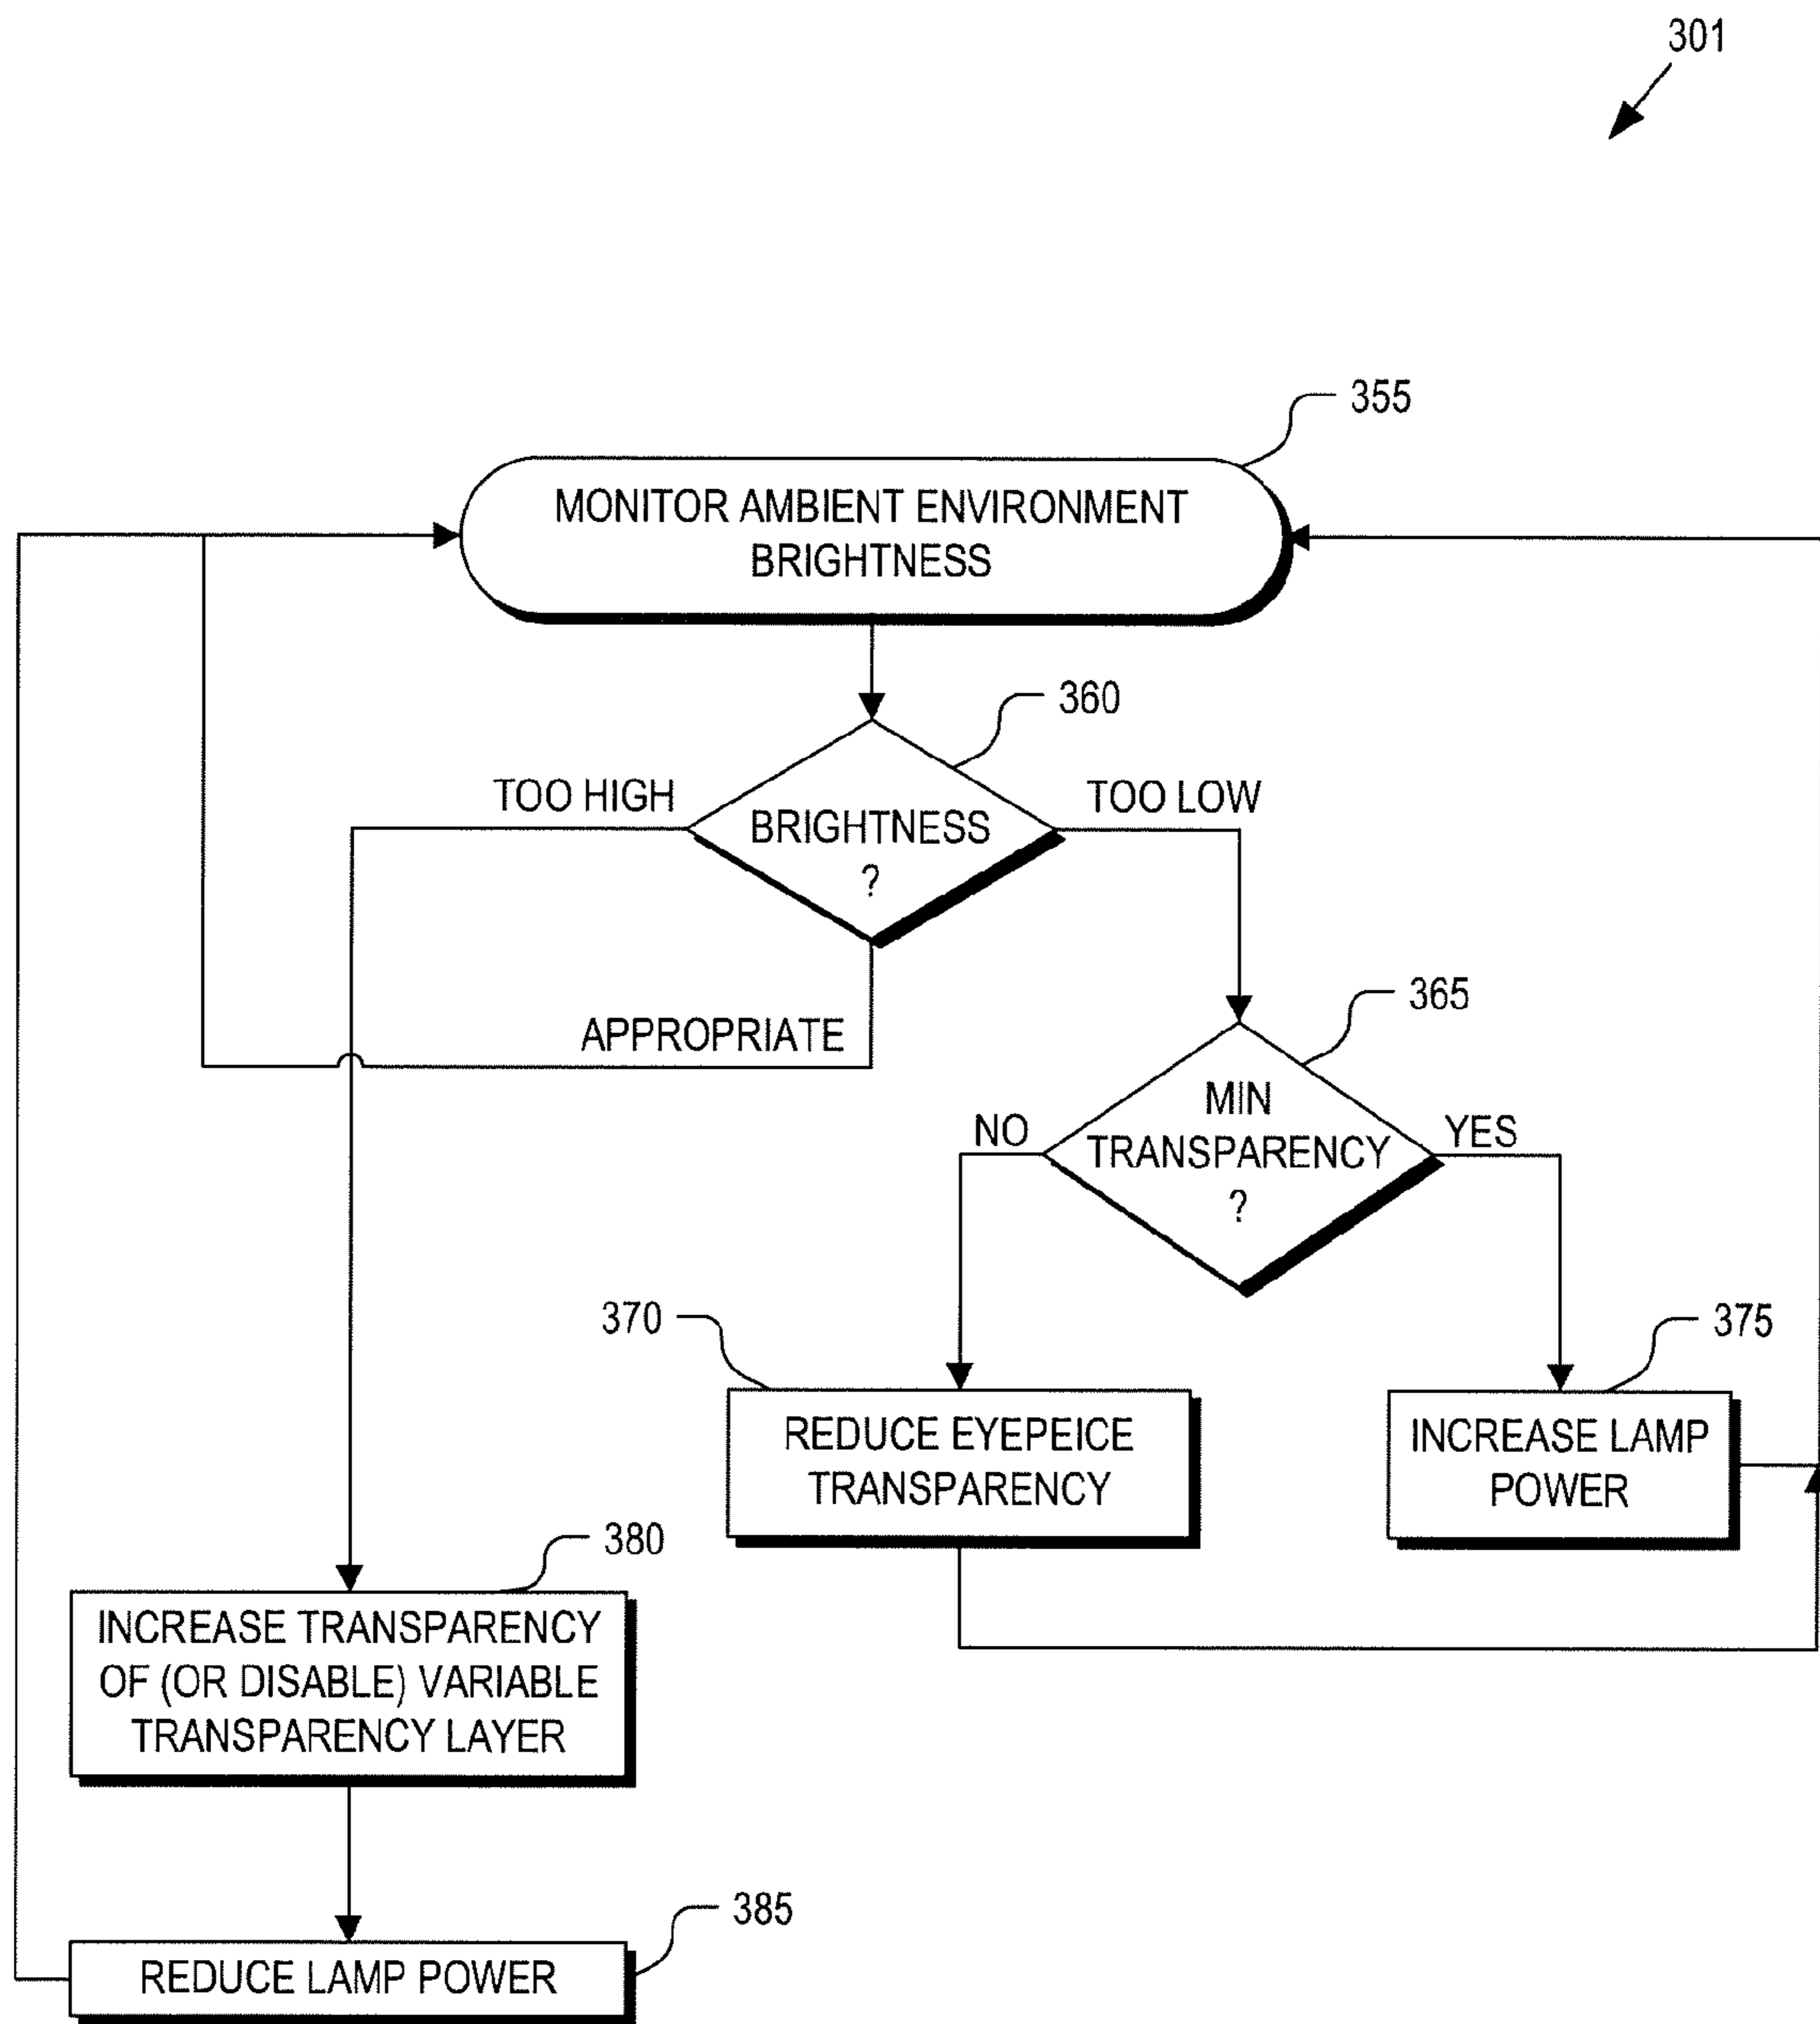 301
355
MONITOR AMBIENT ENVIRONMENT
BRIGHTNESS
360
TOO HIGH
TOO LOW
BRIGHTNESS
?
APPROPRIATE
365
MIN
TRANSPARENCY
?
NO
YES
370
375
REDUCE EYEPEICE
TRANSPARENCY
INCREASE LAMP
POWER
380
INCREASE TRANSPARENCY
OF (OR DISABLE) VARIABLE
TRANSPARENCY LAYER
385
REDUCE LAMP POWER